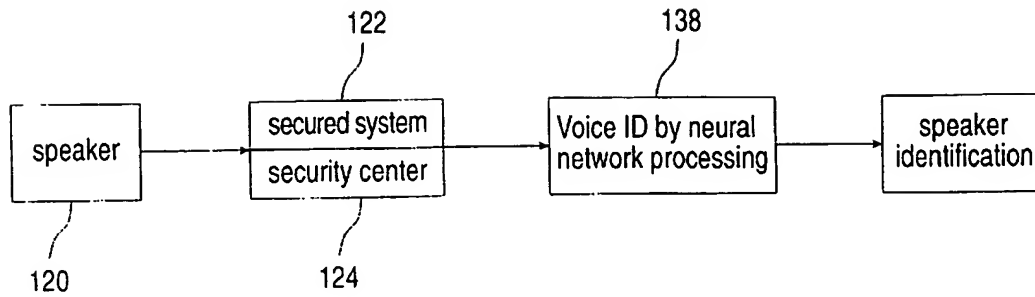 122
138
speaker
secured system
security center
Voice ID by neural
network processing
speaker
identification
120
124